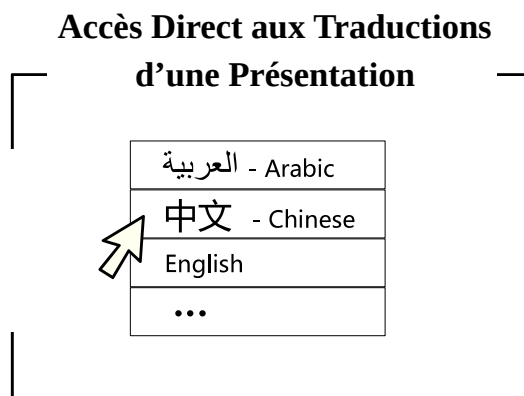 Accès Direct aux Traductions
d’une Présentation
العربية - Arabic
中文 - Chinese
English
...